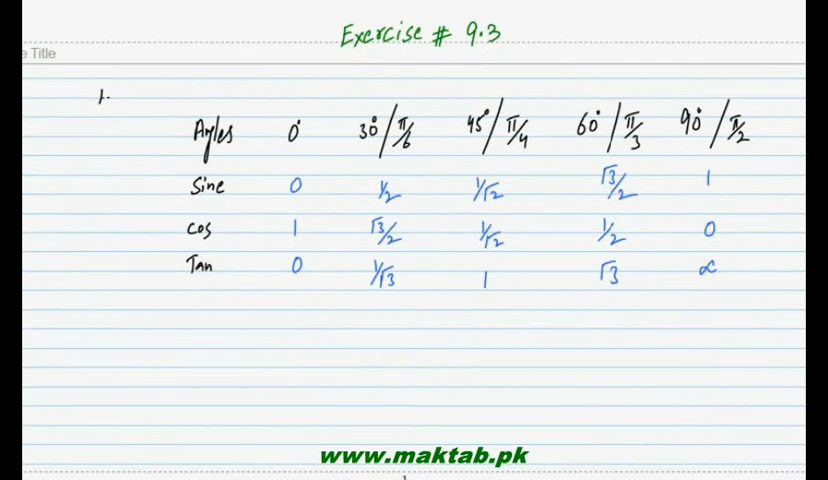 Exercise # 9.3
e Title
1.
Angles 0° 30°/π/6 45°/π/4 60°/π/3 90°/π/2
Sine 0 1/2 1/√2 √3/2 1
cos 1 √3/2 1/√2 1/2 0
Tan 0 1/√3 1 √3 ∝
www.maktab.pk